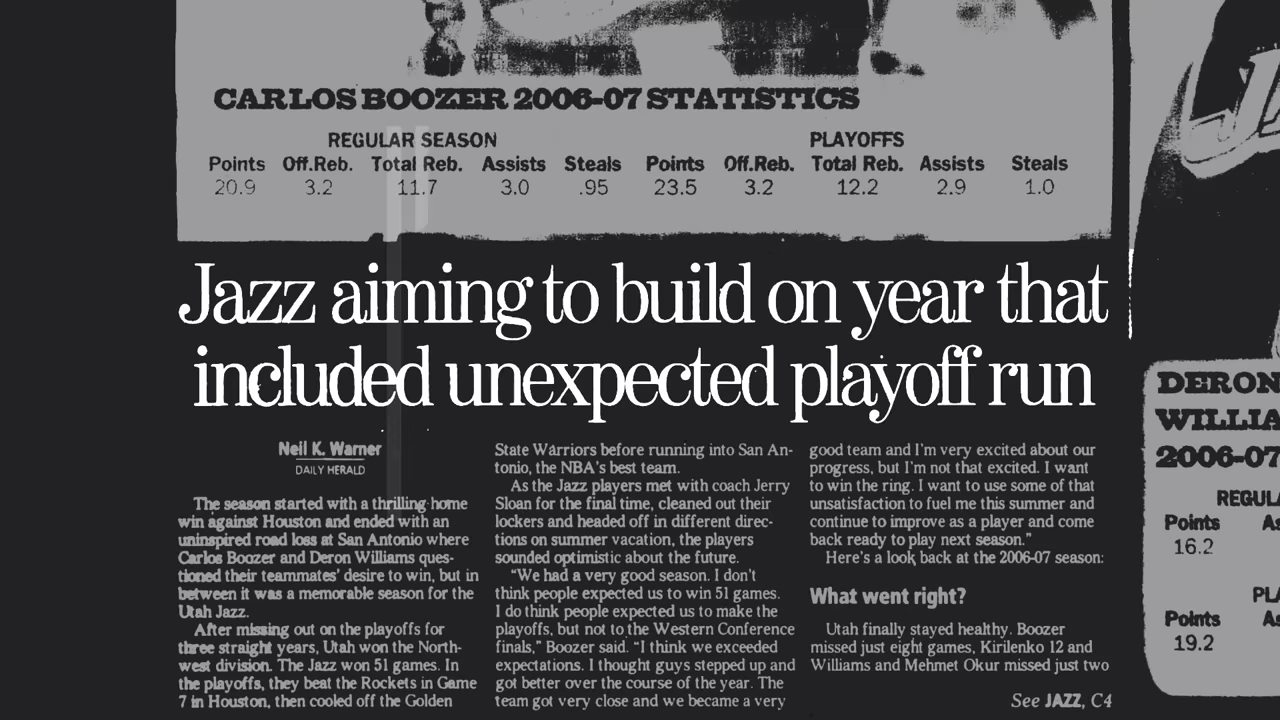 CARLOS BOOZER 2006-07 STATISTICS
REGULAR SEASON PLAYOFFS
Points Off.Reb. Total Reb. Assists Steals Points Off.Reb. Total Reb. Assists Steals
20.9 3.2 11.7 3.0 .95 23.5 3.2 12.2 2.9 1.0
Jazz aiming to build on year that
included unexpected playoff run
Neil K. Warner
DAILY HERALD
The season started with a thrilling home
win against Houston and ended with an
uninspired road loss at San Antonio where
Carlos Boozer and Deron Williams ques-
tioned their teammates' desire to win, but in
between it was a memorable season for the
Utah Jazz.
After missing out on the playoffs for
three straight years, Utah won the North-
west division. The Jazz won 51 games. In
the playoffs, they beat the Rockets in Game
7 in Houston, then cooled off the Golden
State Warriors before running into San An-
tonio, the NBA's best team.
As the Jazz players met with coach Jerry
Sloan for the final time, cleaned out their
lockers and headed off in different direc-
tions on summer vacation, the players
sounded optimistic about the future.
"We had a very good season. I don't
think people expected us to win 51 games.
I do think people expected us to make the
playoffs, but not to the Western Conference
finals," Boozer said. "I think we exceeded
expectations. I thought guys stepped up and
got better over the course of the year. The
team got very close and we became a very
good team and I'm very excited about our
progress, but I'm not that excited. I want
to win the ring. I want to use some of that
unsatisfaction to fuel me this summer and
continue to improve as a player and come
back ready to play next season."
Here's a look back at the 2006-07 season:
What went right?
Utah finally stayed healthy. Boozer
missed just eight games, Kirilenko 12 and
Williams and Mehmet Okur missed just two
See JAZZ, C4
DERON
WILLIA
2006-07
REGULA
Points As
16.2
PL
Points As
19.2